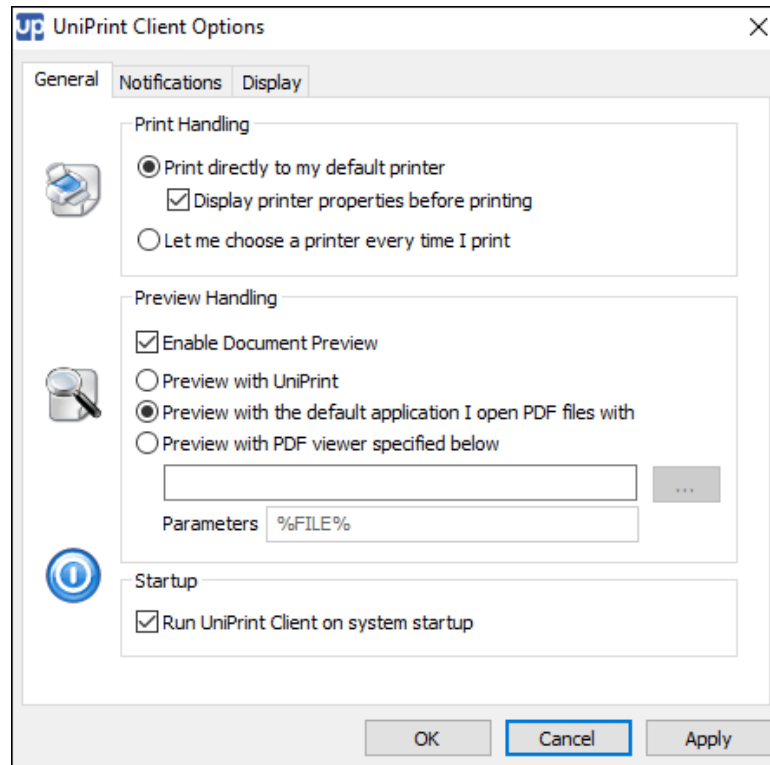 up UniPrint Client Options
General Notifications Display
Print Handling
Print directly to my default printer
Display printer properties before printing
Let me choose a printer every time I print
Preview Handling
Enable Document Preview
Preview with UniPrint
Preview with the default application I open PDF files with
Preview with PDF viewer specified below
...
Parameters %FILE%
Startup
Run UniPrint Client on system startup
OK Cancel Apply